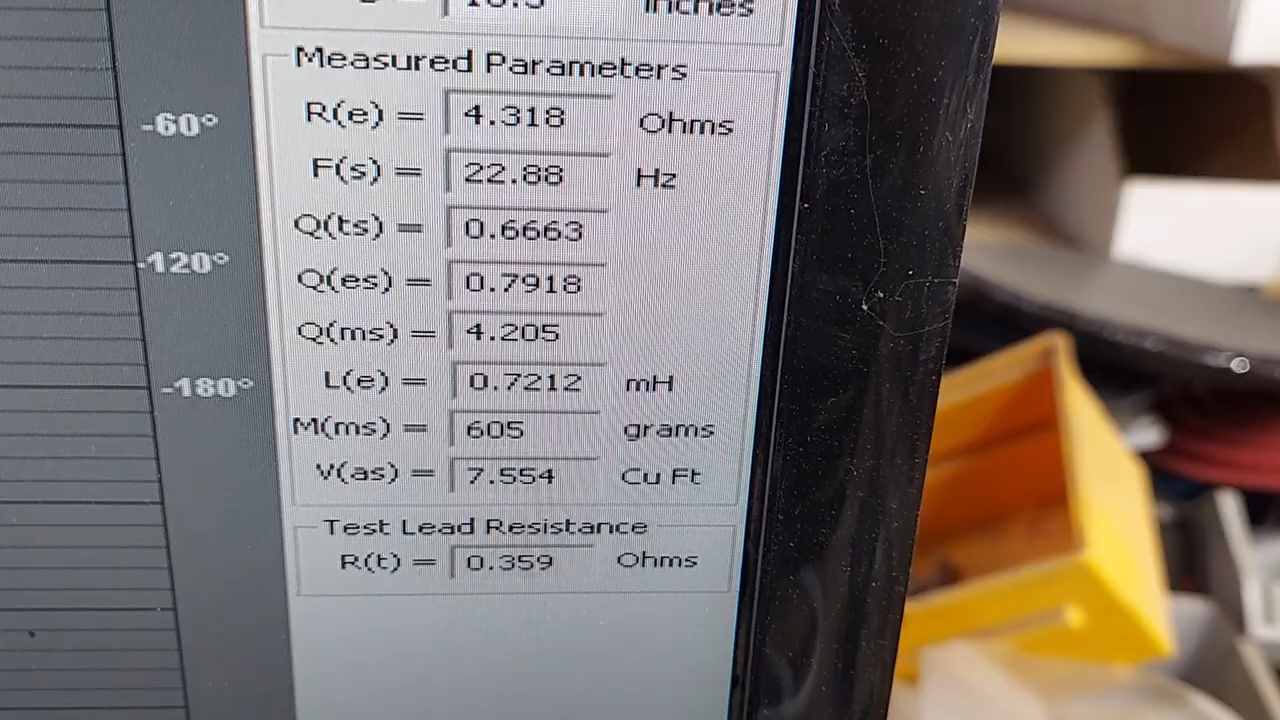 inches
Measured Parameters
R(e) = 4.318 Ohms
F(s) = 22.88 Hz
Q(ts) = 0.6663
Q(es) = 0.7918
Q(ms) = 4.205
L(e) = 0.7212 mH
M(ms) = 605 grams
V(as) = 7.554 Cu Ft
Test Lead Resistance
R(t) = 0.359 Ohms
-60°
-120°
-180°